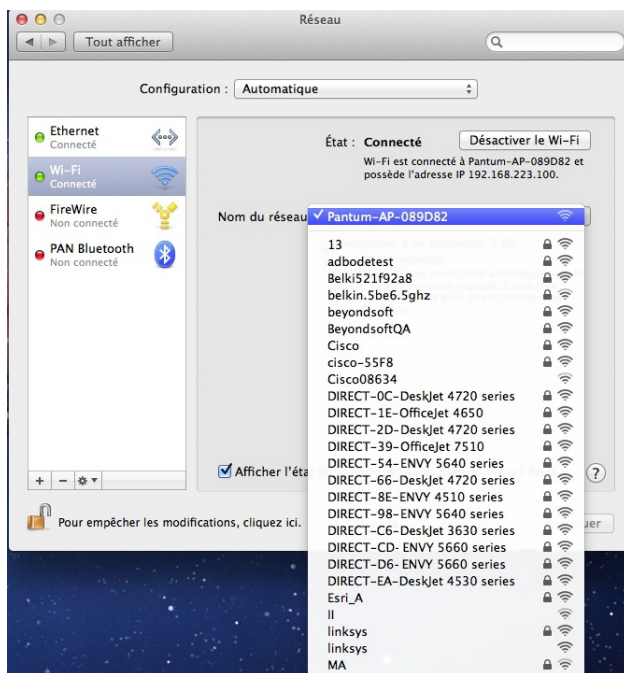 Réseau
Tout afficher
Configuration : Automatique
Ethernet
Connecté
Wi-Fi
Connecté
FireWire
Non connecté
PAN Bluetooth
Non connecté
État : Connecté
Désactiver le Wi-Fi
Wi-Fi est connecté à Pantum-AP-089D82 et
possède l'adresse IP 192.168.223.100.
Nom du réseau
✓ Pantum-AP-089D82
13
adbodetest
Belki521f92a8
belkin.5be6.5ghz
beyondsoft
BeyondsoftQA
Cisco
cisco-55F8
Cisco08634
DIRECT-0C-DeskJet 4720 series
DIRECT-1E-OfficeJet 4650
DIRECT-2D-DeskJet 4720 series
DIRECT-39-OfficeJet 7510
DIRECT-54-ENVY 5640 series
DIRECT-66-DeskJet 4720 series
DIRECT-8E-ENVY 4510 series
DIRECT-98-ENVY 5640 series
DIRECT-C6-DeskJet 3630 series
DIRECT-CD- ENVY 5660 series
DIRECT-D6- ENVY 5660 series
DIRECT-EA-DeskJet 4530 series
Esri_A
ll
linksys
linksys
MA
Afficher l'éta
?
+ −
Pour empêcher les modifications, cliquez ici.
uer